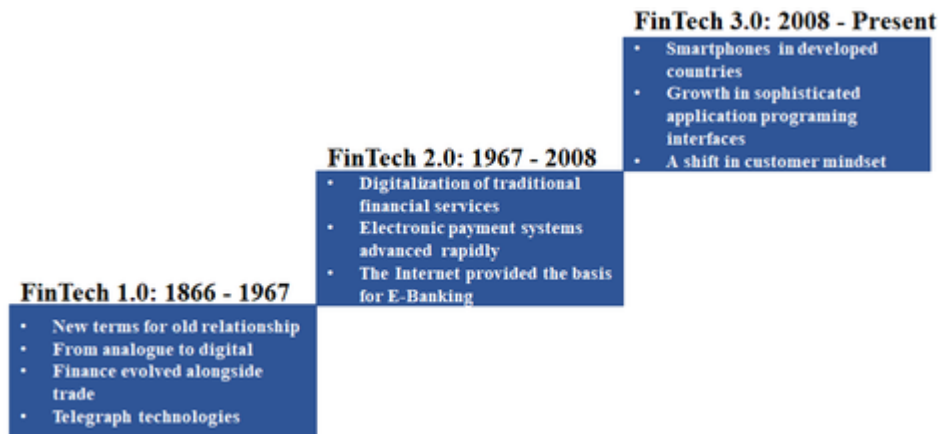 FinTech 3.0: 2008 - Present
• Smartphones in developed
countries
• Growth in sophisticated
application programing
interfaces
• A shift in customer mindset
FinTech 2.0: 1967 - 2008
• Digitalization of traditional
financial services
• Electronic payment systems
advanced rapidly
• The Internet provided the basis
for E-Banking
FinTech 1.0: 1866 - 1967
• New terms for old relationship
• From analogue to digital
• Finance evolved alongside
trade
• Telegraph technologies